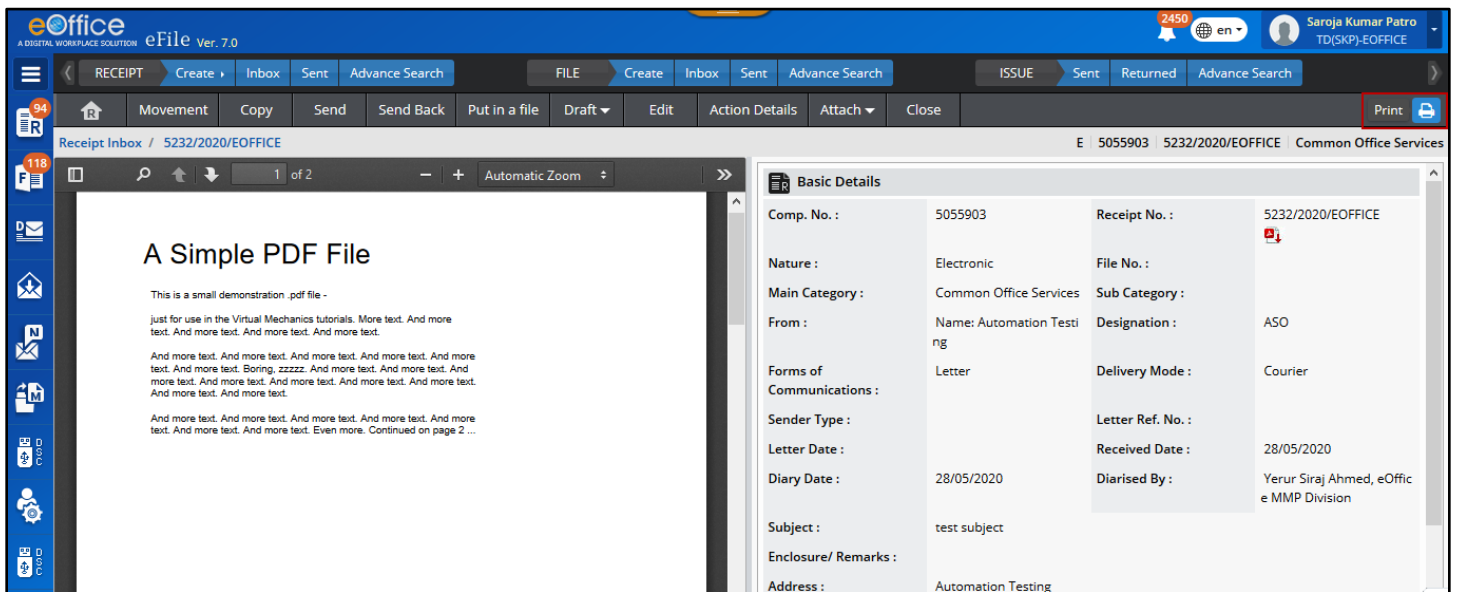 eOffice
A DIGITAL WORKPLACE SOLUTION eFile Ver. 7.0
2450 en Saroja Kumar Patro
TD(SKP)-EOFFICE
RECEIPT Create Inbox Sent Advance Search FILE Create Inbox Sent Advance Search ISSUE Sent Returned Advance Search
94 R
R Movement Copy Send Send Back Put in a file Draft Edit Action Details Attach Close Print
Receipt Inbox / 5232/2020/EOFFICE E 5055903 5232/2020/EOFFICE Common Office Services
118 F
D
N
M
DSC
DSC
1 of 2 Automatic Zoom
A Simple PDF File
This is a small demonstration .pdf file -
just for use in the Virtual Mechanics tutorials. More text. And more
text. And more text. And more text. And more text.
And more text. And more text. And more text. And more text. And more
text. And more text. Boring, zzzzz. And more text. And more text. And
more text. And more text. And more text. And more text. And more text.
And more text. And more text.
And more text. And more text. And more text. And more text. And more
text. And more text. And more text. Even more. Continued on page 2 ...
R Basic Details
Comp. No. : 5055903 Receipt No. : 5232/2020/EOFFICE
Nature : Electronic File No. :
Main Category : Common Office Services Sub Category :
From : Name: Automation Testi Designation : ASO
ng
Forms of Letter Delivery Mode : Courier
Communications :
Sender Type : Letter Ref. No. :
Letter Date : Received Date : 28/05/2020
Diary Date : 28/05/2020 Diarised By : Yerur Siraj Ahmed, eOffic
e MMP Division
Subject : test subject
Enclosure/ Remarks :
Address : Automation Testing